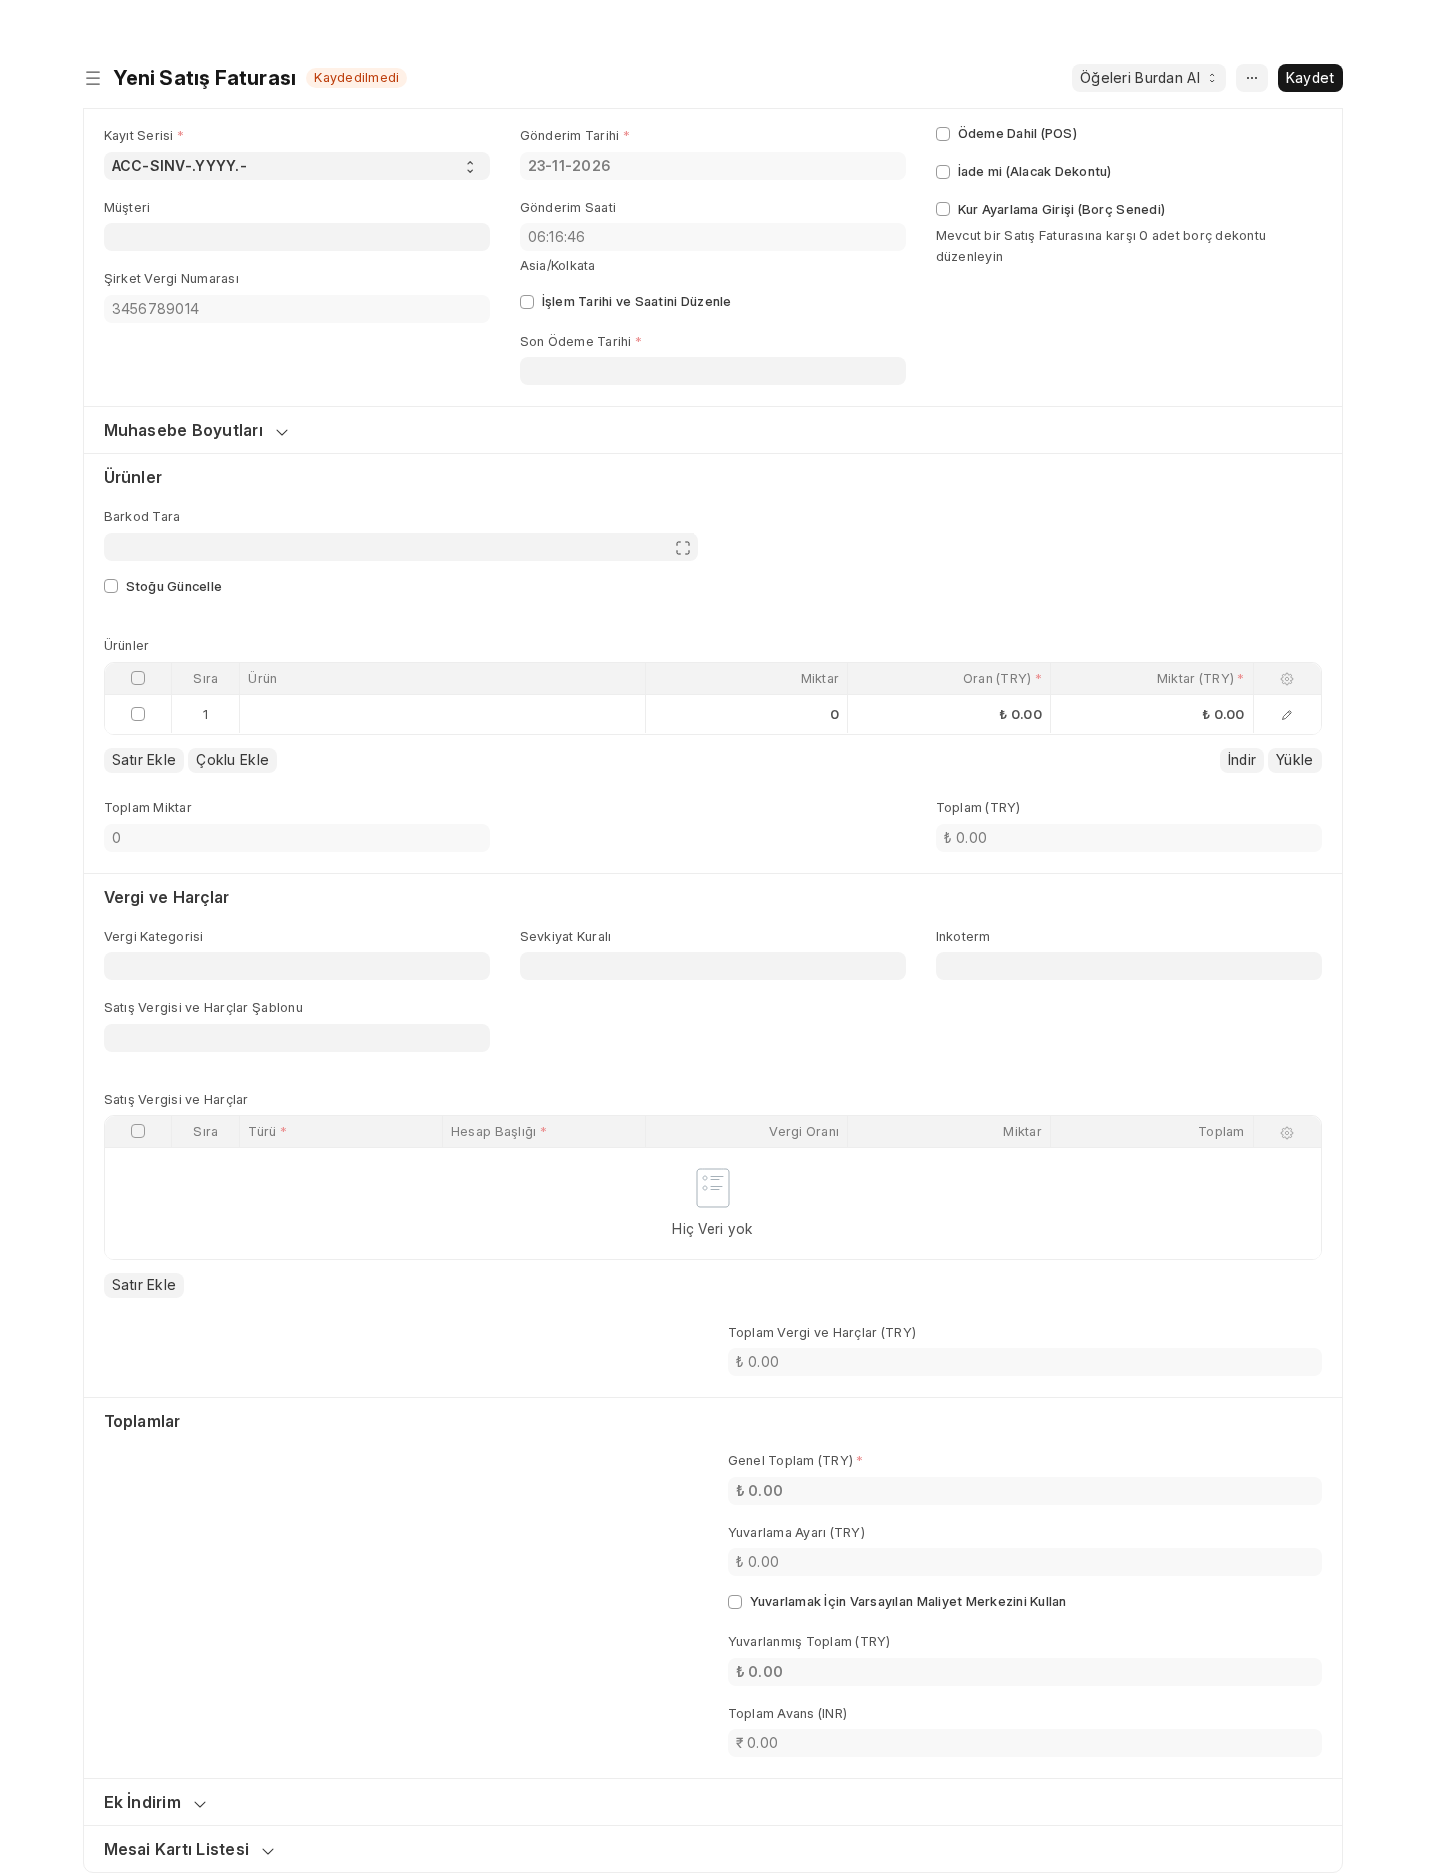 Yeni Satış Faturası Kaydedilmedi Öğeleri Burdan Al ... Kaydet
Kayıt Serisi *
ACC-SINV-.YYYY.-
Müşteri
Şirket Vergi Numarası
3456789014
Gönderim Tarihi *
23-11-2026
Gönderim Saati
06:16:46
Asia/Kolkata
İşlem Tarihi ve Saatini Düzenle
Son Ödeme Tarihi *
Ödeme Dahil (POS)
İade mi (Alacak Dekontu)
Kur Ayarlama Girişi (Borç Senedi)
Mevcut bir Satış Faturasına karşı 0 adet borç dekontu
düzenleyin
Muhasebe Boyutları
Ürünler
Barkod Tara
Stoğu Güncelle
Ürünler
Sıra Ürün Miktar Oran (TRY) * Miktar (TRY) *
1 0 ₺ 0.00 ₺ 0.00
Satır Ekle Çoklu Ekle İndir Yükle
Toplam Miktar Toplam (TRY)
0 ₺ 0.00
Vergi ve Harçlar
Vergi Kategorisi Sevkiyat Kuralı Inkoterm
Satış Vergisi ve Harçlar Şablonu
Satış Vergisi ve Harçlar
Sıra Türü * Hesap Başlığı * Vergi Oranı Miktar Toplam
Hiç Veri yok
Satır Ekle
Toplam Vergi ve Harçlar (TRY)
₺ 0.00
Toplamlar
Genel Toplam (TRY) *
₺ 0.00
Yuvarlama Ayarı (TRY)
₺ 0.00
Yuvarlamak İçin Varsayılan Maliyet Merkezini Kullan
Yuvarlanmış Toplam (TRY)
₺ 0.00
Toplam Avans (INR)
₹ 0.00
Ek İndirim
Mesai Kartı Listesi